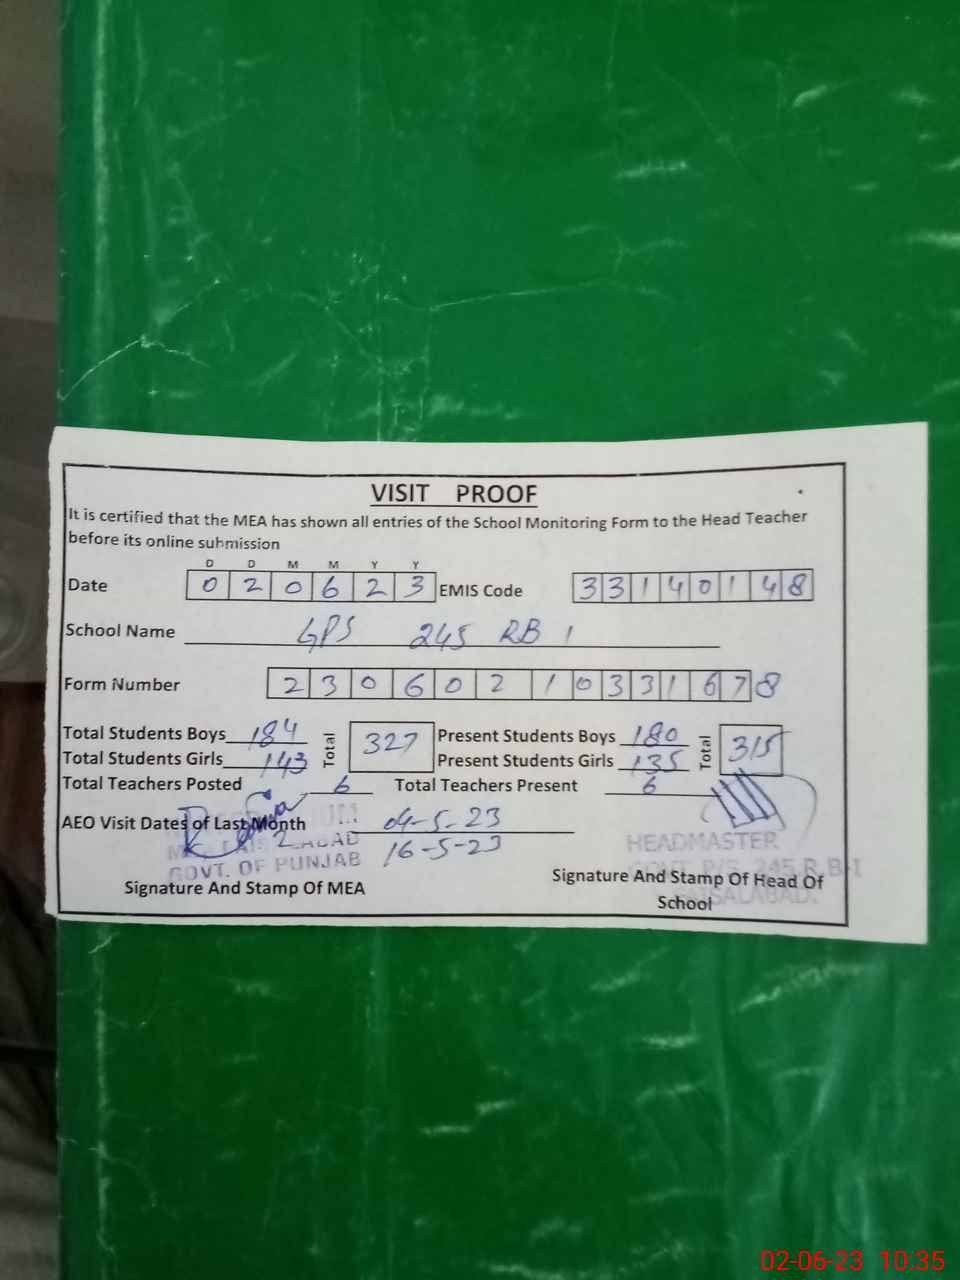 VISIT PROOF
It is certified that the MEA has shown all entries of the School Monitoring Form to the Head Teacher
before its online submission
D D M M Y Y
Date 0 2 0 6 2 3 EMIS Code 3 3 1 4 0 1 4 8
School Name GPS 245 RB 1
Form Number 2 3 0 6 0 2 1 0 3 3 1 6 7 8
Total Students Boys 184 Total 327 Present Students Boys 180 Total 315
Total Students Girls 143 Present Students Girls 135
Total Teachers Posted 6 Total Teachers Present 6
AEO Visit Dates of Last Month 04-5-23
16-5-23
HEADMASTER
GOVT. OF PUNJAB
GOVT. P/S. 245 R.B-I
FAISALABAD.
Signature And Stamp Of MEA
Signature And Stamp Of Head Of
School
02-06-23 10:35